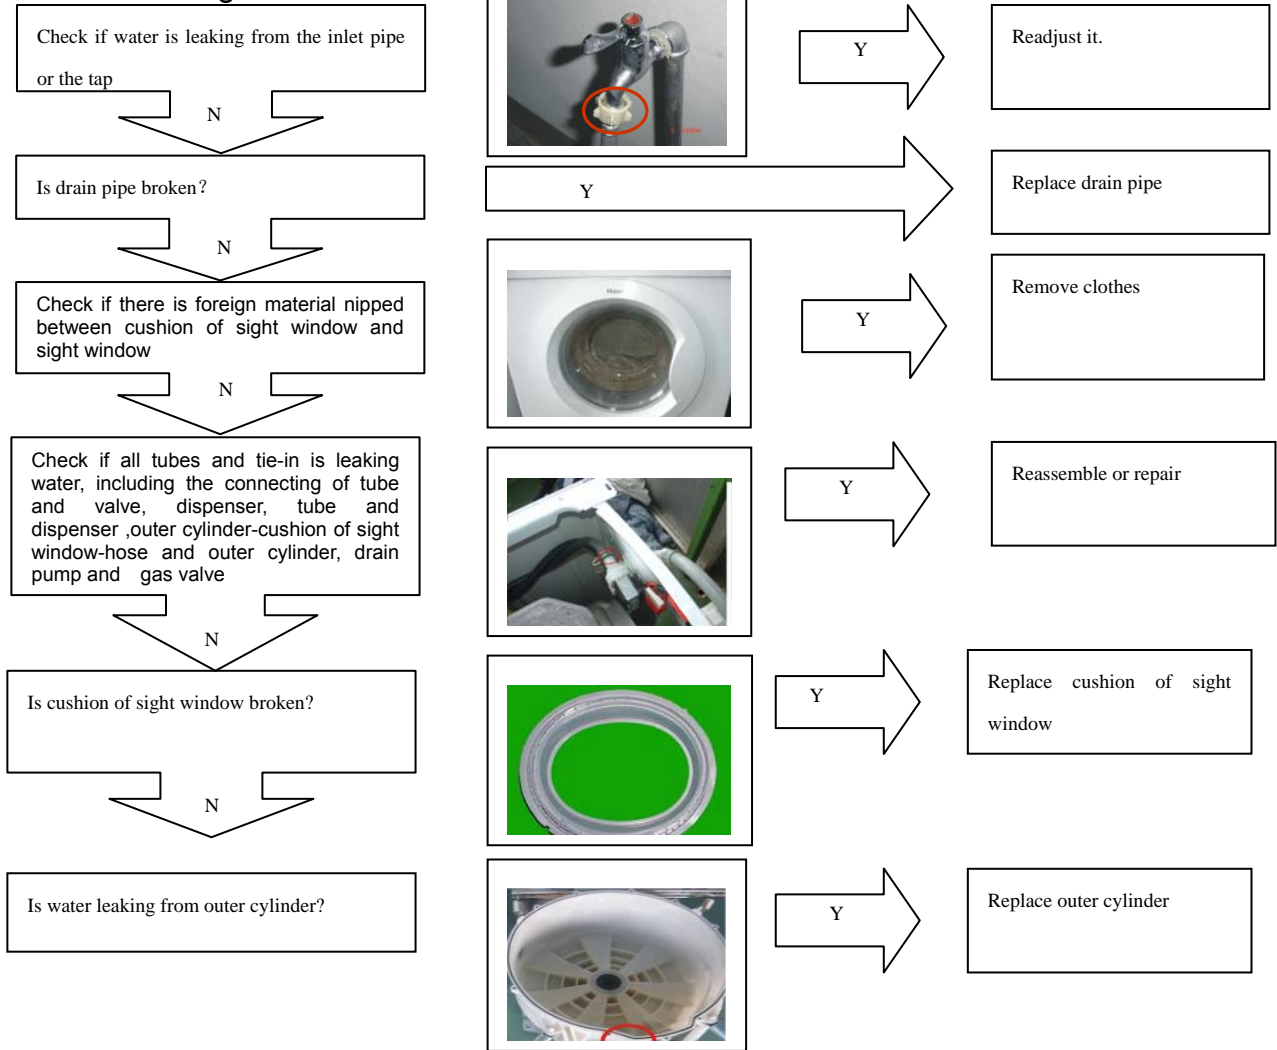 Check if water is leaking from the inlet pipe
or the tap
Y
Readjust it.
N
Is drain pipe broken？
Y
Replace drain pipe
N
Check if there is foreign material nipped
between cushion of sight window and
sight window
Haier
Y
Remove clothes
N
Check if all tubes and tie-in is leaking
water, including the connecting of tube
and valve, dispenser, tube and
dispenser ,outer cylinder-cushion of sight
window-hose and outer cylinder, drain
pump and gas valve
Y
Reassemble or repair
N
Is cushion of sight window broken?
Y
Replace cushion of sight
window
N
Is water leaking from outer cylinder?
Y
Replace outer cylinder